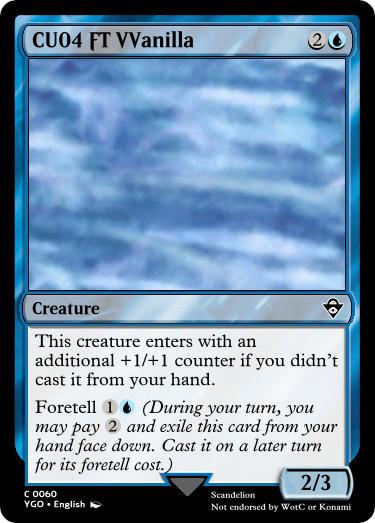 CU04 FT VVanilla 2
Creature
This creature enters with an
additional +1/+1 counter if you didn't
cast it from your hand.
Foretell 1 (During your turn, you
may pay 2 and exile this card from your
hand face down. Cast it on a later turn
for its foretell cost.)
2/3
C 0060
YGO • English
Scandelion
Not endorsed by WotC or Konami